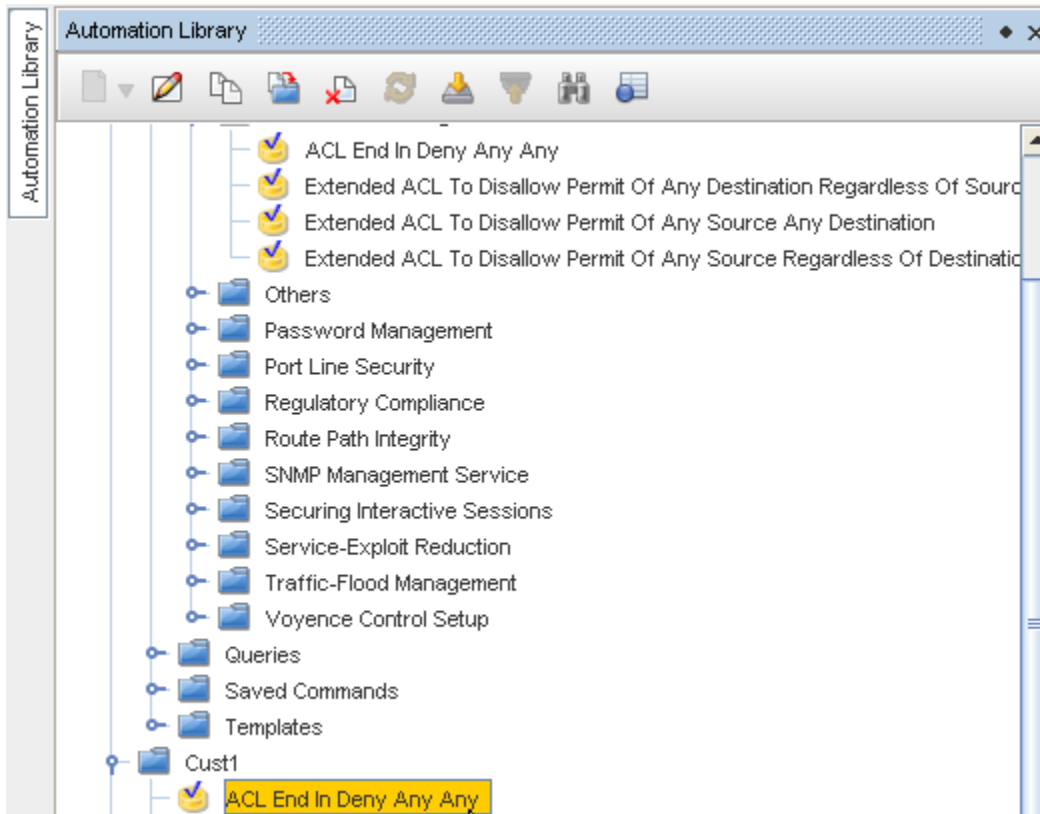 Automation Library
Automation Library
ACL End In Deny Any Any
Extended ACL To Disallow Permit Of Any Destination Regardless Of
Extended ACL To Disallow Permit Of Any Source Any Destination
Extended ACL To Disallow Permit Of Any Source Regardless Of
Others
Password Management
Port Line Security
Regulatory Compliance
Route Path Integrity
SNMP Management Service
Securing Interactive Sessions
Service-Exploit Reduction
Traffic-Flood Management
Voyence Control Setup
Queries
Saved Commands
Templates
Cust1
ACL End In Deny Any Any